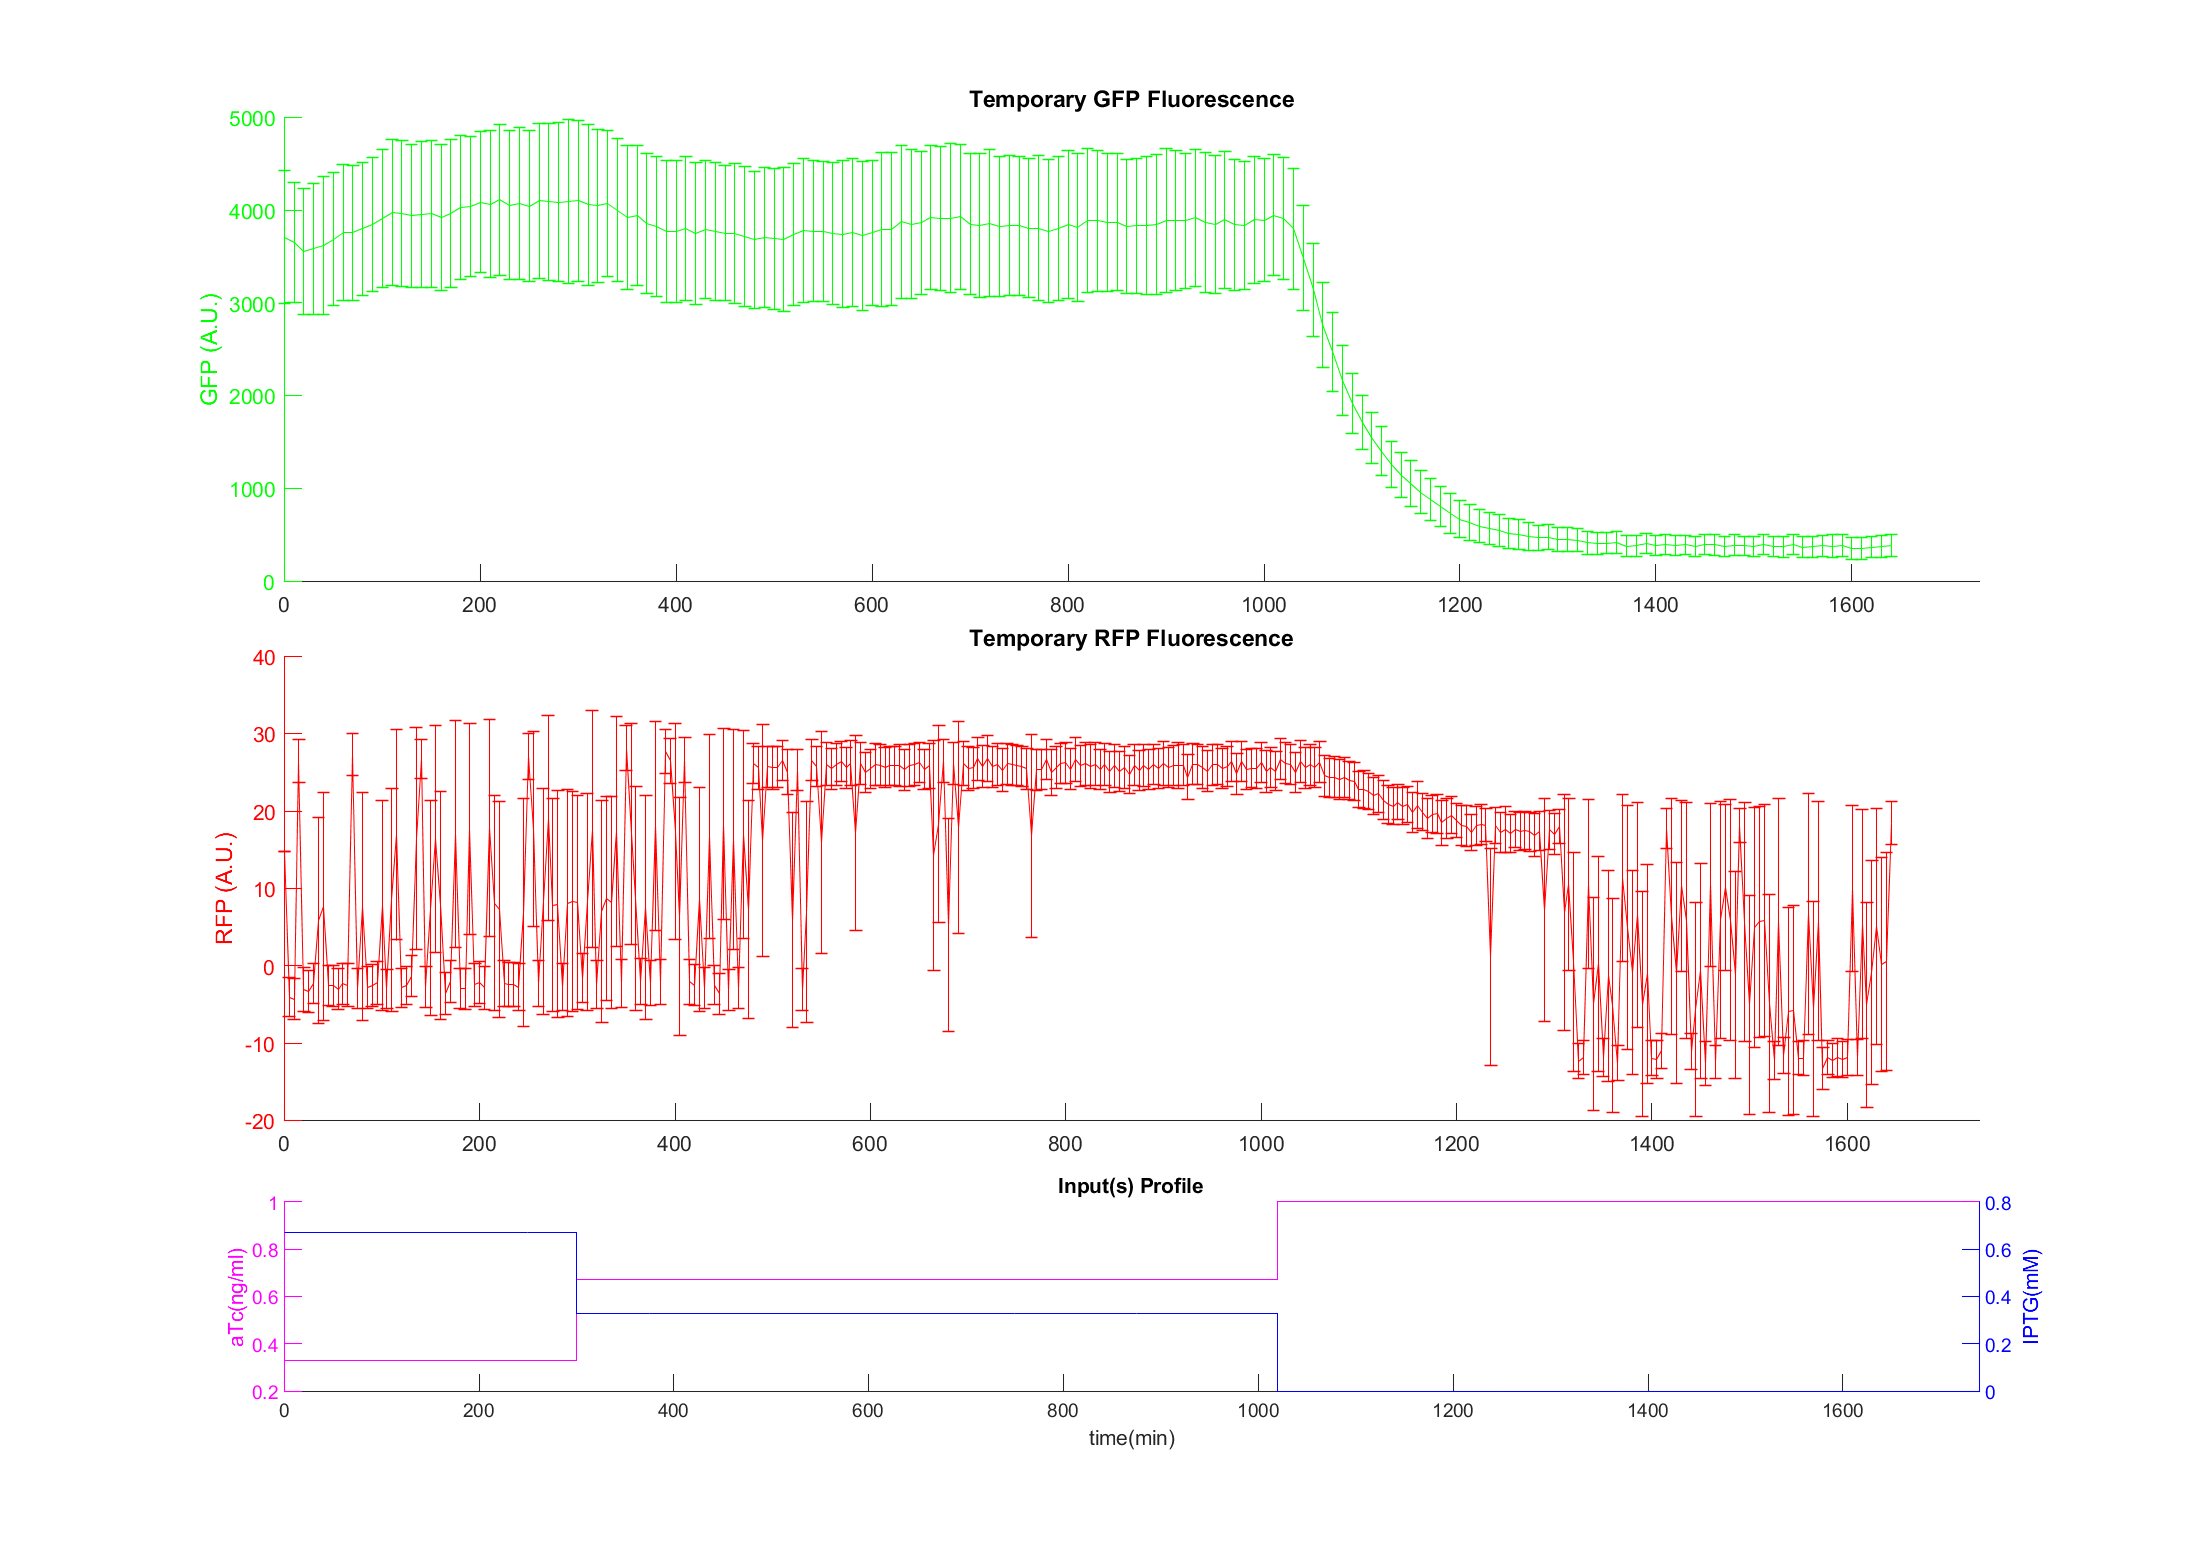 Temporary GFP Fluorescence
GFP (A.U.)
5000
4000
3000
2000
1000
0
0 200 400 600 800 1000 1200 1400 1600
Temporary RFP Fluorescence
RFP (A.U.)
40
30
20
10
0
-10
-20
0 200 400 600 800 1000 1200 1400 1600
Input(s) Profile
aTc(ng/ml)
1
0.8
0.6
0.4
0.2
IPTG(mM)
0.8
0.6
0.4
0.2
0
0 200 400 600 800 1000 1200 1400 1600
time(min)